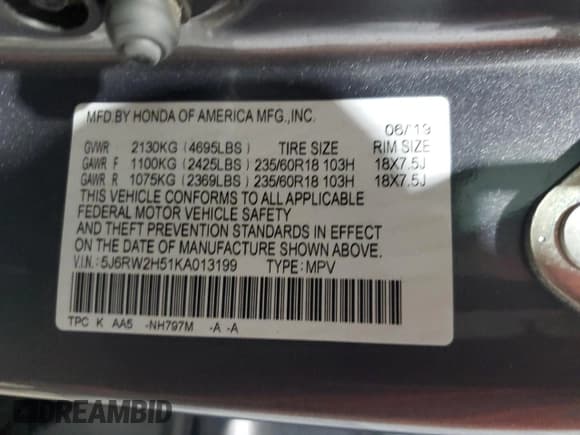 MFD.BY HONDA OF AMERICA MFG.,INC.
06/'19
GVWR 2130KG (4695LBS) TIRE SIZE RIM SIZE
GAWR F 1100KG (2425LBS) 235/60R18 103H 18X7.5J
GAWR R 1075KG (2369LBS) 235/60R18 103H 18X7.5J
THIS VEHICLE CONFORMS TO ALL APPLICABLE
FEDERAL MOTOR VEHICLE SAFETY
AND THEFT PREVENTION STANDARDS IN EFFECT
ON THE DATE OF MANUFACTURE SHOWN ABOVE.
V.I.N.: 5J6RW2H51KA013199 TYPE: MPV
TPC K AA5 -NH797M -A -A
DREAMBID